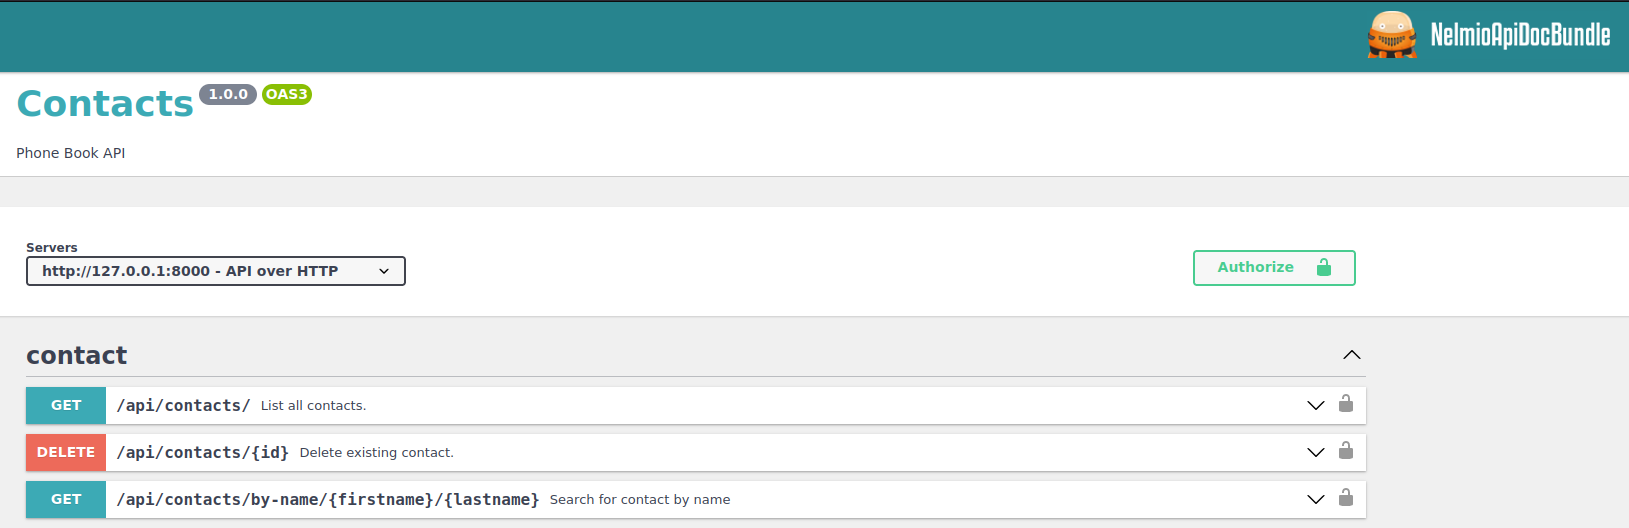 NelmioApiDocBundle
Contacts 1.0.0 OAS3
Phone Book API
Servers
http://127.0.0.1:8000 - API over HTTP
Authorize
contact
GET /api/contacts/ List all contacts.
DELETE /api/contacts/{id} Delete existing contact.
GET /api/contacts/by-name/{firstname}/{lastname} Search for contact by name